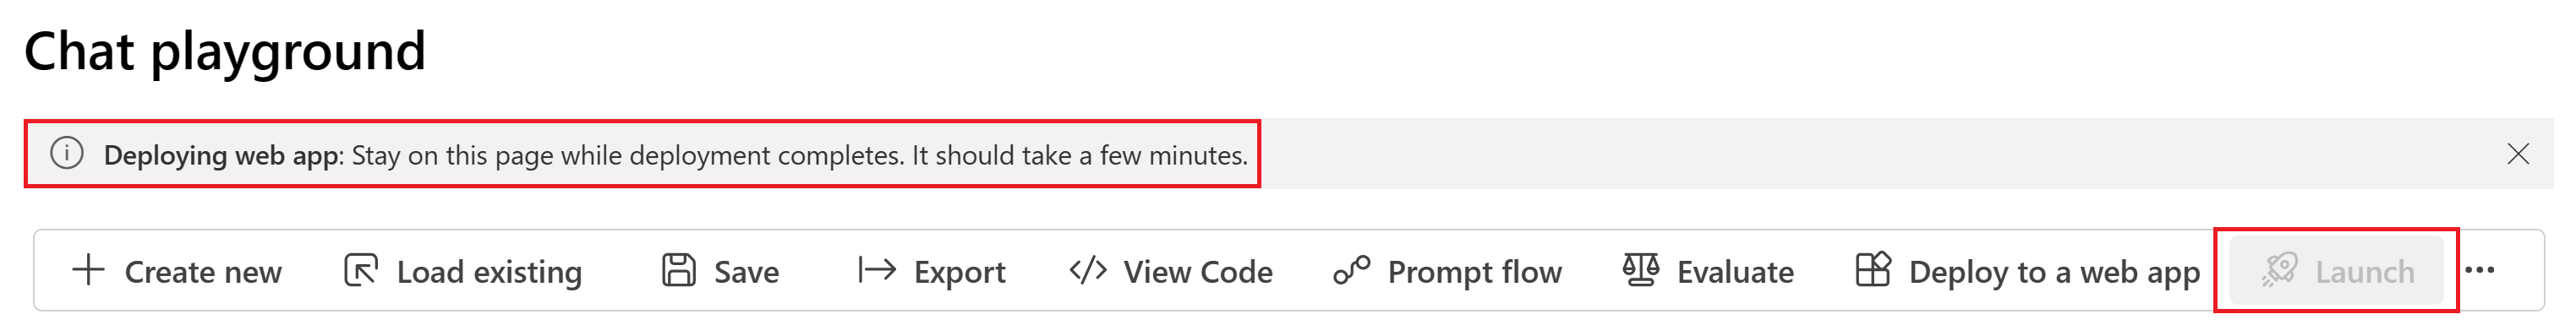 Chat playground
Deploying web app: Stay on this page while deployment completes. It should take a few minutes.
Create new Load existing Save Export View Code Prompt flow Evaluate Deploy to a web app Launch